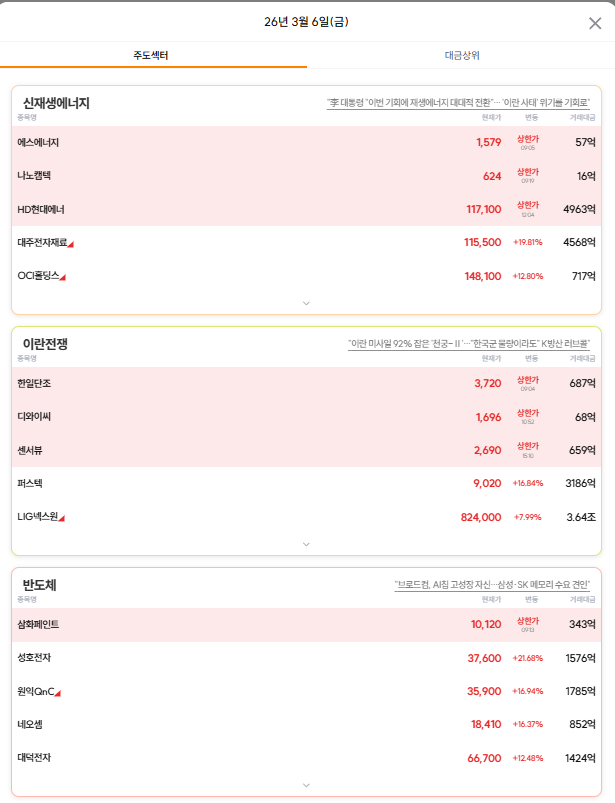 26년 3월 6일(금)
주도섹터 대금상위
신재생에너지 "李 대통령 "이번 기회에 재생에너지 대대적 전환"… '이란 사태' 위기를 기회로"
종목명 현재가 변동 거래대금
에스에너지 1,579 상한가 57억
09:05
나노캠텍 624 상한가 16억
09:19
HD현대에너 117,100 상한가 4963억
12:04
대주전자재료 115,500 +19.81% 4568억
OCI홀딩스 148,100 +12.80% 717억
이란전쟁 "이란 미사일 92% 잡은 '천궁-Ⅱ'…"한국군 물량이라도" K방산 러브콜"
종목명 현재가 변동 거래대금
한일단조 3,720 상한가 687억
09:04
디와이씨 1,696 상한가 68억
10:52
센서뷰 2,690 상한가 659억
15:10
퍼스텍 9,020 +16.84% 3186억
LIG넥스원 824,000 +7.99% 3.64조
반도체 "브로드컴, AI칩 고성장 자신…삼성·SK 메모리 수요 견인"
종목명 현재가 변동 거래대금
삼화페인트 10,120 상한가 343억
09:13
성호전자 37,600 +21.68% 1576억
원익QnC 35,900 +16.94% 1785억
네오셈 18,410 +16.37% 852억
대덕전자 66,700 +12.48% 1424억